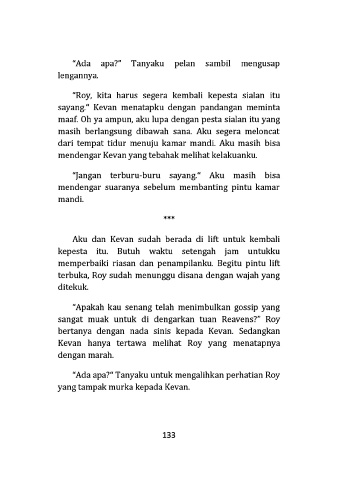 "Ada apa?" Tanyaku pelan sambil mengusap
lengannya.
"Roy, kita harus segera kembali kepesta sialan itu
sayang." Kevan menatapku dengan pandangan meminta
maaf. Oh ya ampun, aku lupa dengan pesta sialan itu yang
masih berlangsung dibawah sana. Aku segera meloncat
dari tempat tidur menuju kamar mandi. Aku masih bisa
mendengar Kevan yang tebahak melihat kelakuanku.
"Jangan terburu-buru sayang." Aku masih bisa
mendengar suaranya sebelum membanting pintu kamar
mandi.
***
Aku dan Kevan sudah berada di lift untuk kembali
kepesta itu. Butuh waktu setengah jam untukku
memperbaiki riasan dan penampilanku. Begitu pintu lift
terbuka, Roy sudah menunggu disana dengan wajah yang
ditekuk.
"Apakah kau senang telah menimbulkan gossip yang
sangat muak untuk di dengarkan tuan Reavens?" Roy
bertanya dengan nada sinis kepada Kevan. Sedangkan
Kevan hanya tertawa melihat Roy yang menatapnya
dengan marah.
"Ada apa?" Tanyaku untuk mengalihkan perhatian Roy
yang tampak murka kepada Kevan.
133